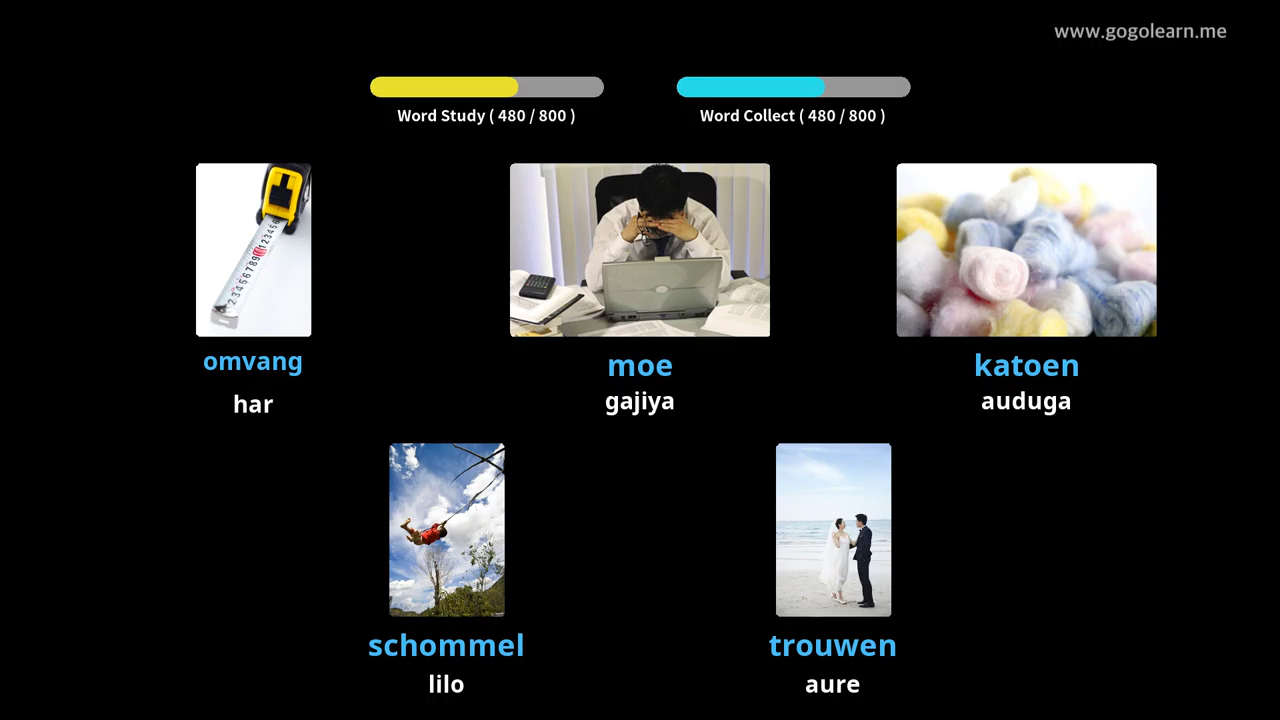 www.gogolearn.me
Word Study ( 480 / 800 )
Word Collect ( 480 / 800 )
omvang
har
moe
gajiya
katoen
auduga
schommel
lilo
trouwen
aure